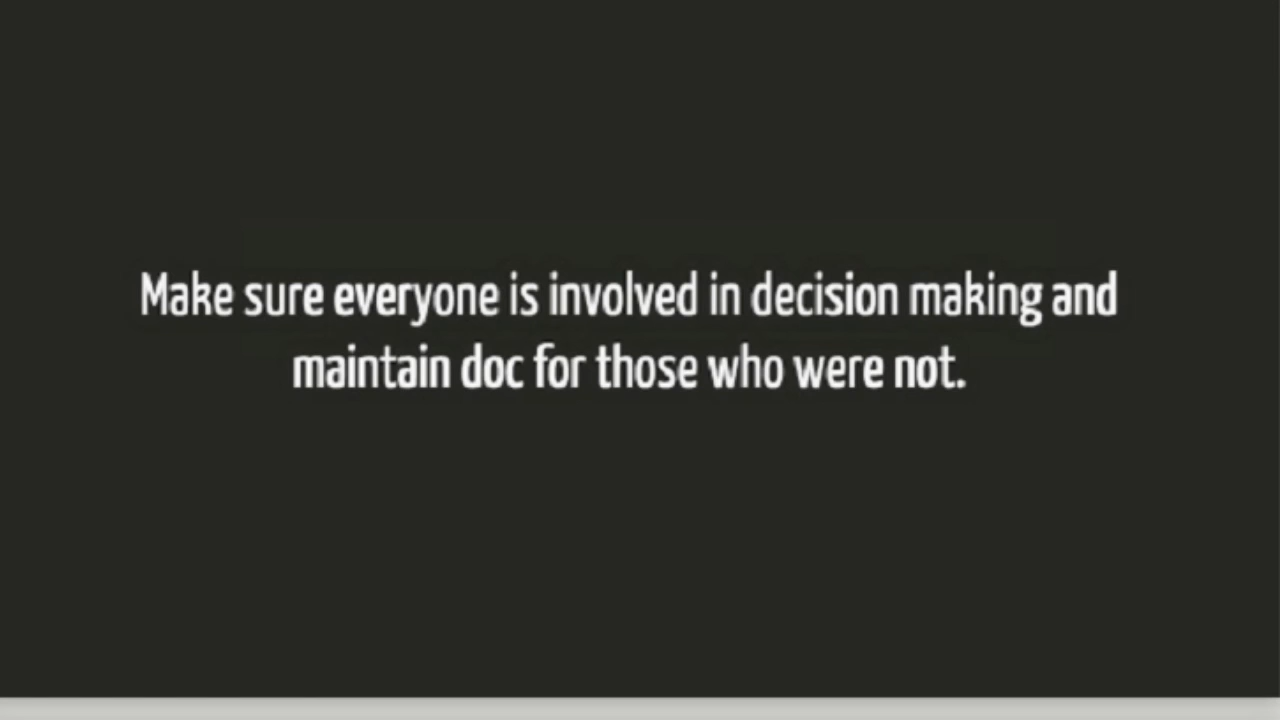 Make sure everyone is involved in decision making and
maintain doc for those who were not.